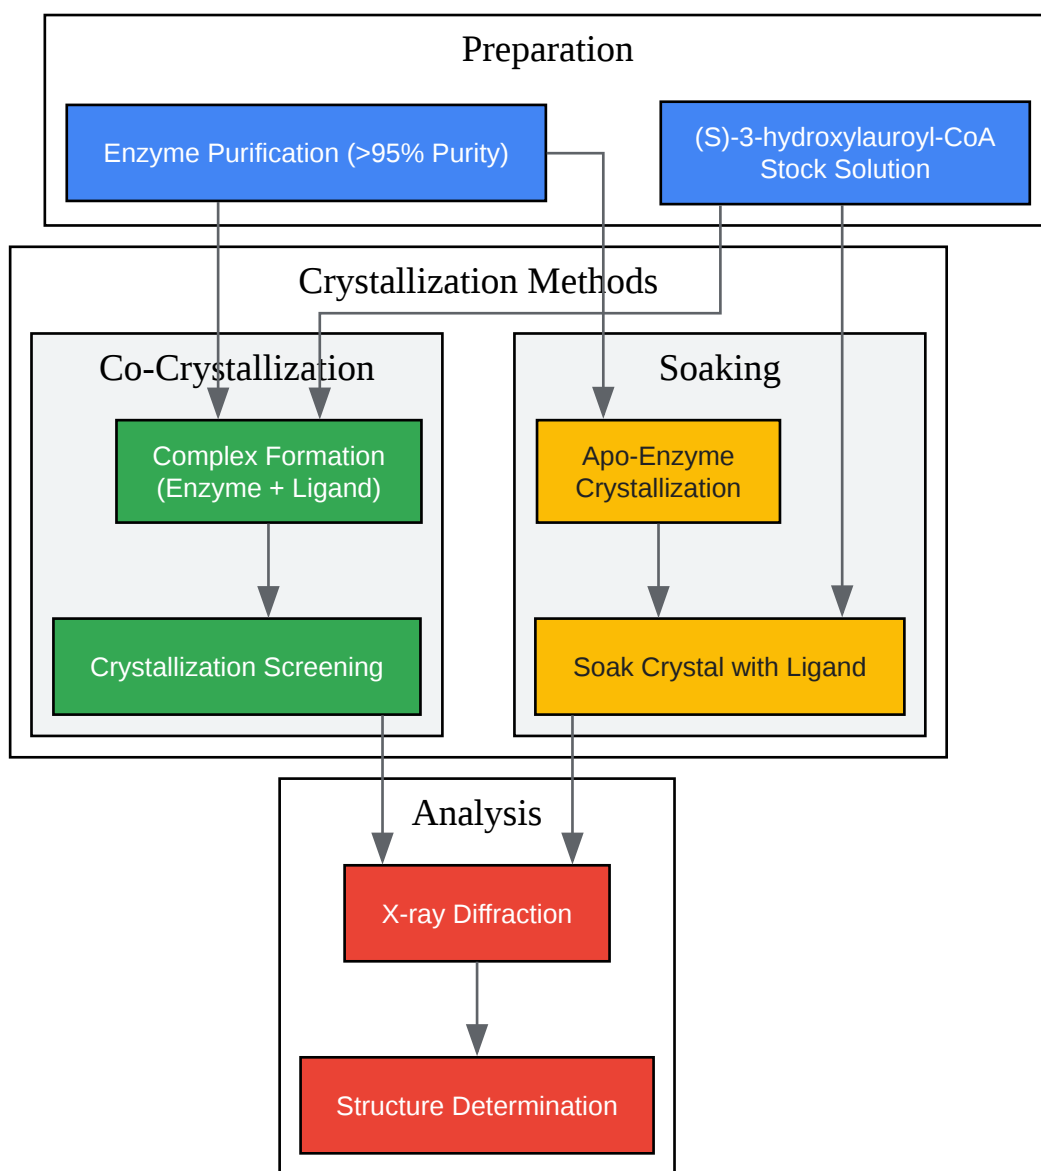 Preparation
Enzyme Purification (>95% Purity)
(S)-3-hydroxylauroyl-CoA
Stock Solution
Crystallization Methods
Co-Crystallization
Complex Formation
(Enzyme + Ligand)
Crystallization Screening
Soaking
Apo-Enzyme
Crystallization
Soak Crystal with Ligand
Analysis
X-ray Diffraction
Structure Determination